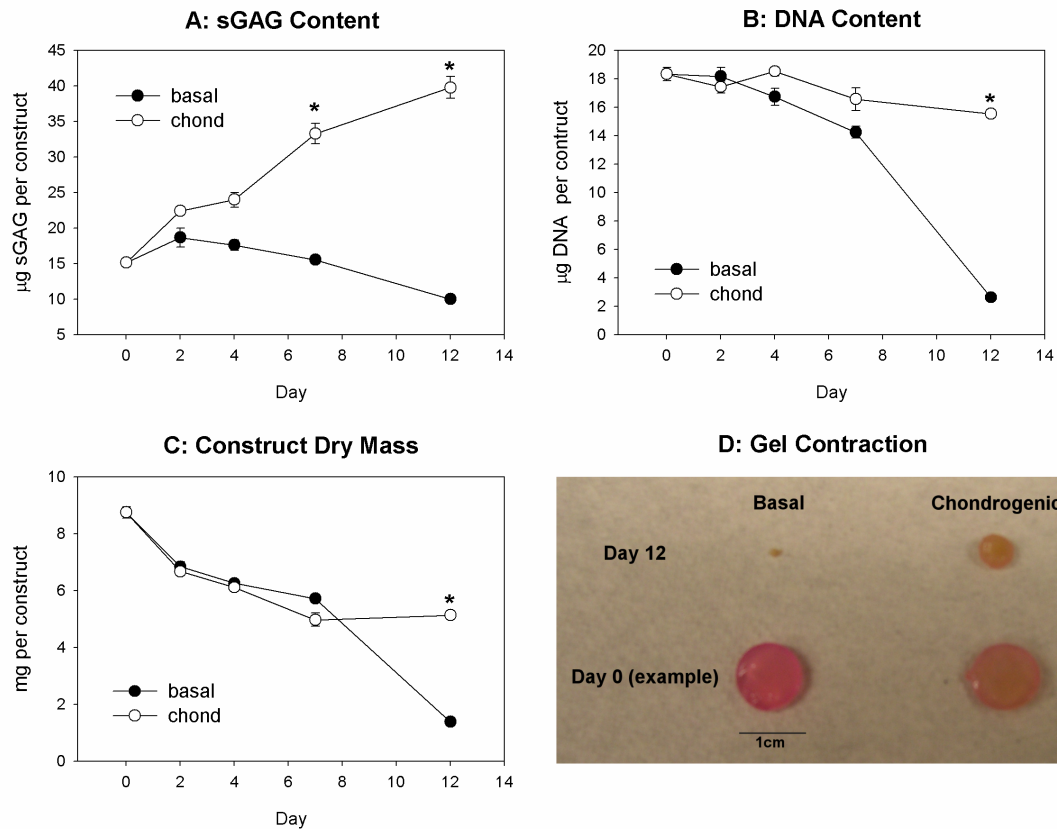 A: sGAG Content
45
40
35
30
25
20
15
10
5
µg sGAG per construct
basal
chond
*
*
0 2 4 6 8 10 12 14
Day
B: DNA Content
20
18
16
14
12
10
8
6
4
2
0
µg DNA per contruct
*
basal
chond
0 2 4 6 8 10 12 14
Day
C: Construct Dry Mass
10
8
6
4
2
0
mg per construct
*
basal
chond
0 2 4 6 8 10 12 14
Day
D: Gel Contraction
Basal Chondrogenic
Day 12
Day 0 (example)
1cm